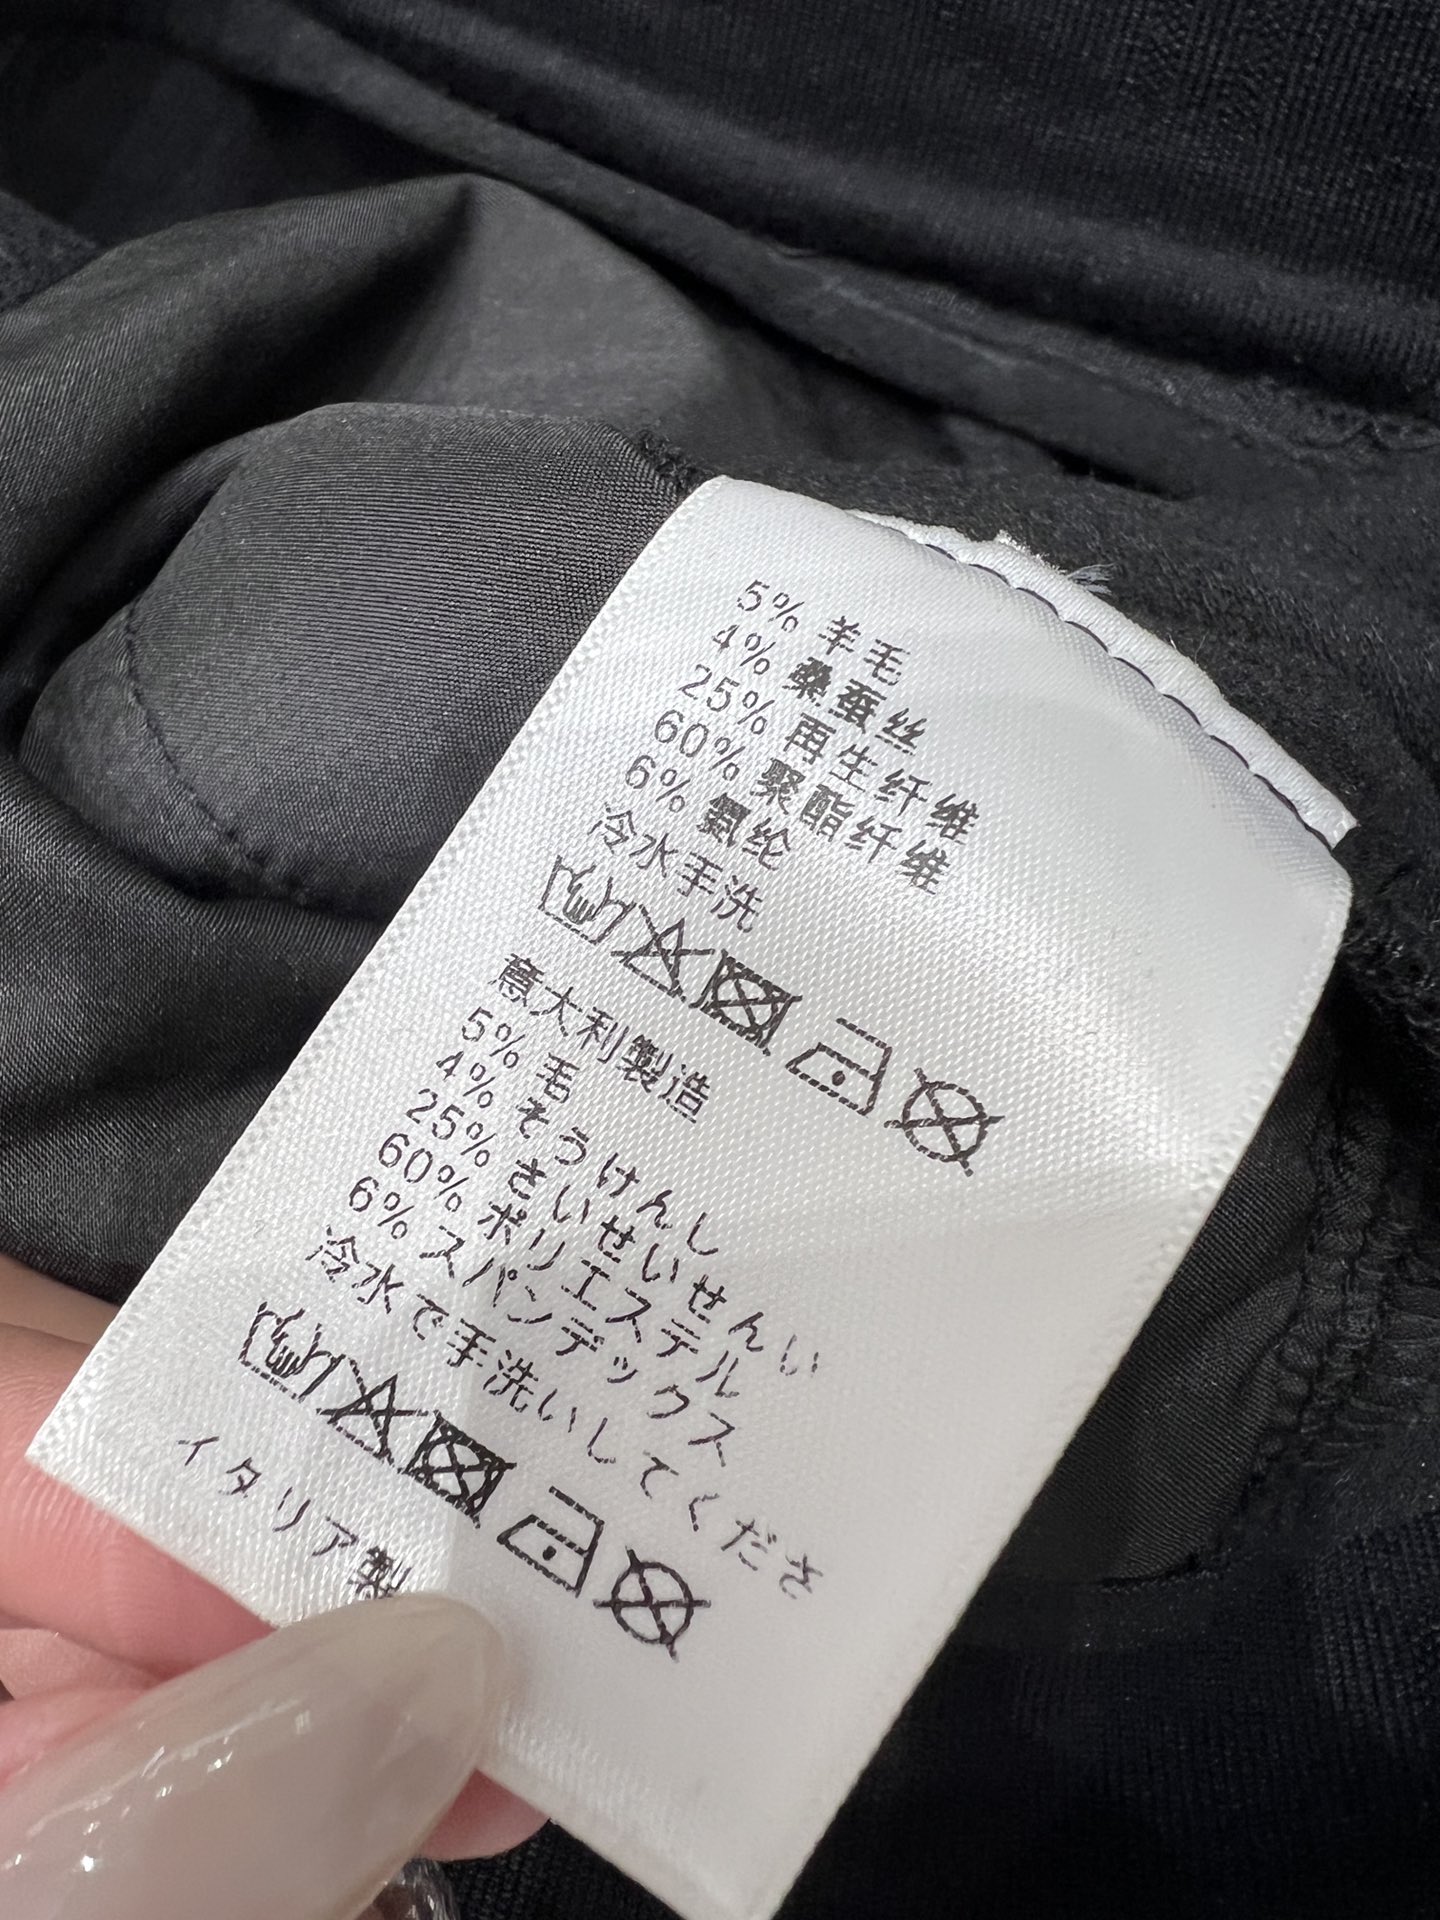 5% 羊毛
4% 桑蚕丝
25% 再生纤维
60% 聚酯纤维
6% 氨纶
冷水手洗
意大利製造
5% 毛
4% そうけんし
25% さいせいせんい
60% ポリエステル
6% スパンデックス
冷水で手洗いしてくださ
イタリア製